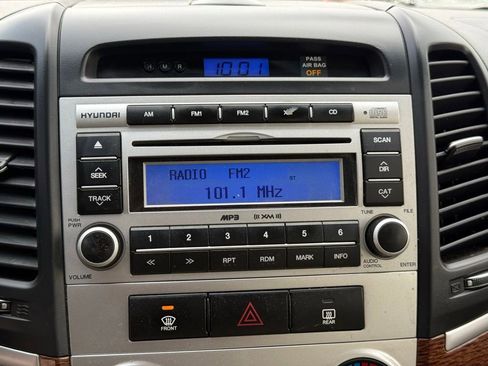 H M R 10:01 PASS
AIR BAG
OFF
HYUNDAI AM FM1 FM2 CD
SCAN
RADIO FM2 ST
101.1 MHz
SEEK DIR
TRACK CAT
MP3 ((XM))
PUSH
PWR
TUNE FILE
1 2 3 4 5 6
<< >> RPT RDM MARK INFO
VOLUME
AUDIO
CONTROL
ENTER
FRONT REAR